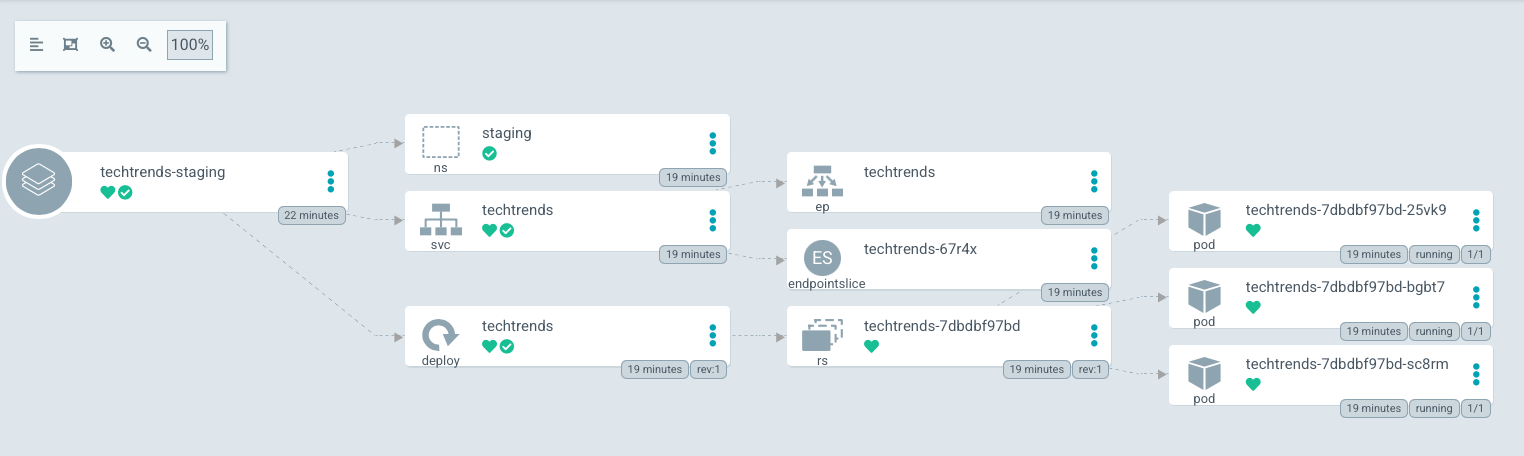 100%
techtrends-staging
22 minutes
staging
ns
19 minutes
techtrends
svc
19 minutes
techtrends
deploy
19 minutes rev:1
techtrends
ep
19 minutes
ES
techtrends-67r4x
endpointslice
19 minutes
techtrends-7dbdbf97bd
rs
19 minutes rev:1
techtrends-7dbdbf97bd-25vk9
pod
19 minutes running 1/1
techtrends-7dbdbf97bd-bgbt7
pod
19 minutes running 1/1
techtrends-7dbdbf97bd-sc8rm
pod
19 minutes running 1/1